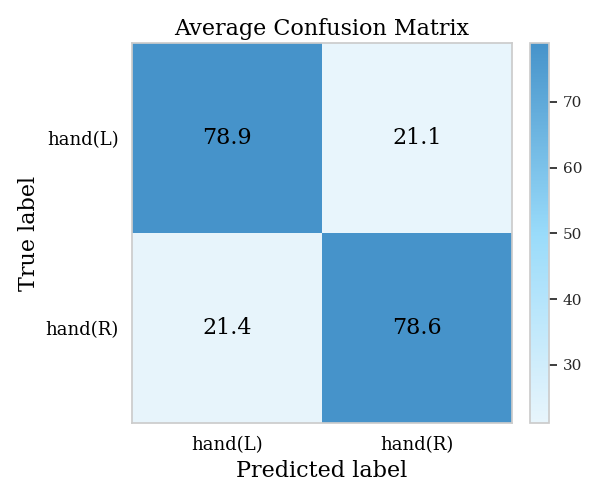 Average Confusion Matrix
True label
hand(L)
78.9
21.1
hand(R)
21.4
78.6
hand(L)
hand(R)
Predicted label
70
60
50
40
30